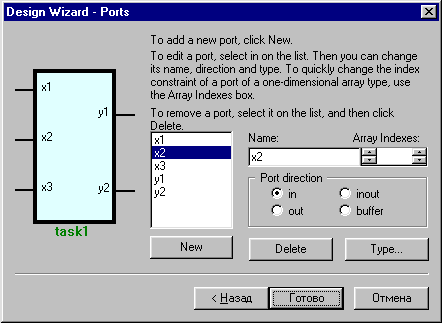 Design Wizard - Ports
To add a new port, click New.
To edit a port, select in on the list. Then you can change
its name, direction and type. To quickly change the index
constraint of a port of a one-dimensional array type, use
the Array Indexes box.
To remove a port, select it on the list, and then click
Delete.
x1
x2
x3
y1
y2
task1
x1
x2
x3
y1
y2
Name:
Array Indexes:
x2
Port direction
in
inout
out
buffer
New
Delete
Type...
< Назад
Готово
Отмена